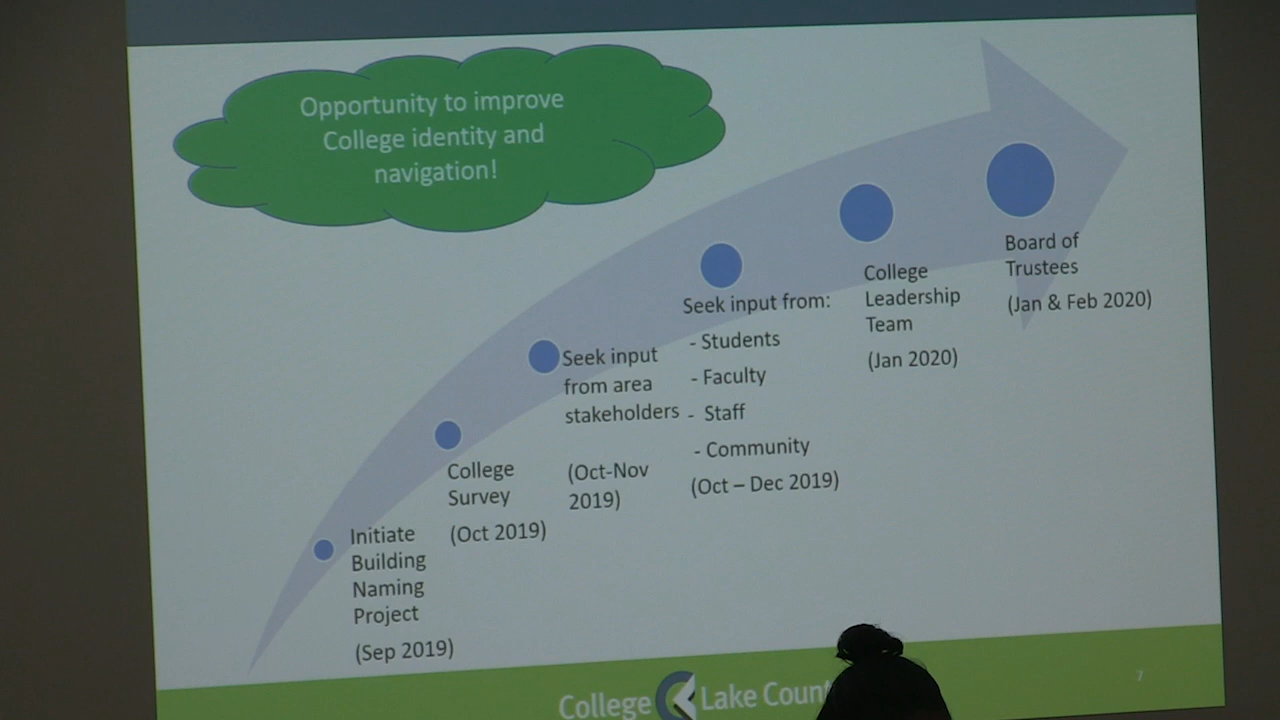 Opportunity to improve
College identity and
navigation!
Initiate
Building
Naming
Project
(Sep 2019)
College
Survey
(Oct 2019)
Seek input
from area
stakeholders
(Oct-Nov
2019)
Seek input from:
- Students
- Faculty
- Staff
- Community
(Oct – Dec 2019)
College
Leadership
Team
(Jan 2020)
Board of
Trustees
(Jan & Feb 2020)
College Lake Coun
7